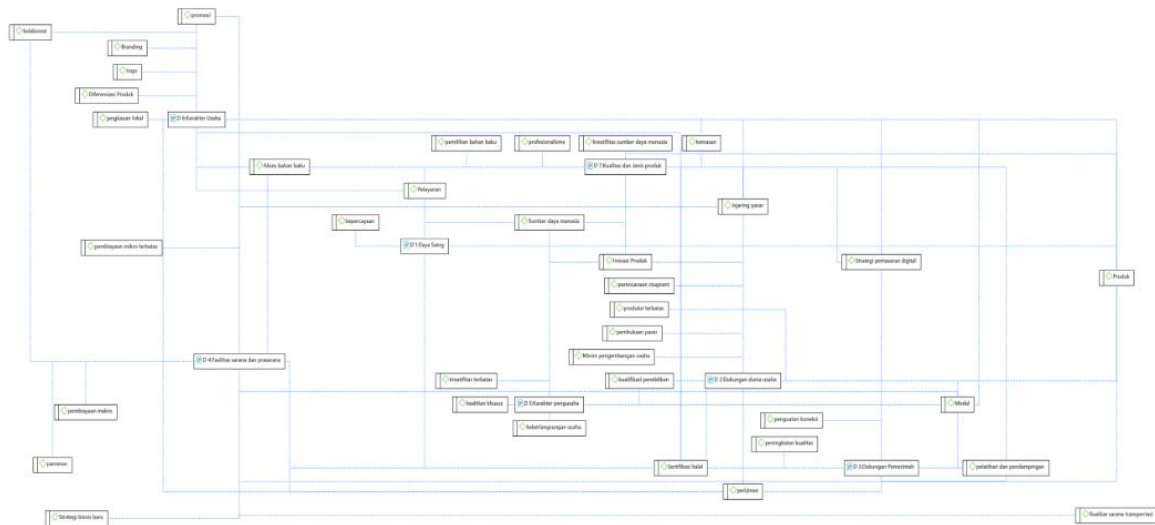 promosi
kolaborasi
Branding
logo
Diferensiasi Produk
pegkauan lokal
D 6:Karakter Usaha
pemilihan bahan baku
profesionalisme
kreatifitas sumber daya manusia
kemasan
Akses bahan baku
D 7:Kualitas dan Jenis produk
Pelayanan
Jejaring pasar
kepercayaan
Sumber daya manusia
pembiayaan mikro terbatas
D 1:Daya Saing
Inovasi Produk
Strategi pemasaran digital
Produk
perencanaan stagnant
produksi terbatas
pembukaan pasar
Minim pengembangan usaha
D 4:Fasilitas sarana dan prasarana
kreatifitas terbatas
kualifikasi pendidikan
D 2:Dukungan dunia usaha
keahlian khusus
D 5:Karakter pengusaha
Modal
pembiayaan makro
penguatan koneksi
keberlangsungan usaha
peningkatan kualitas
pameran
Sertifikasi halal
D 3:Dukungan Pemerintah
pelatihan dan pendampingan
perizinan
Strategi bisnis baru
Kualitas sarana transportasi